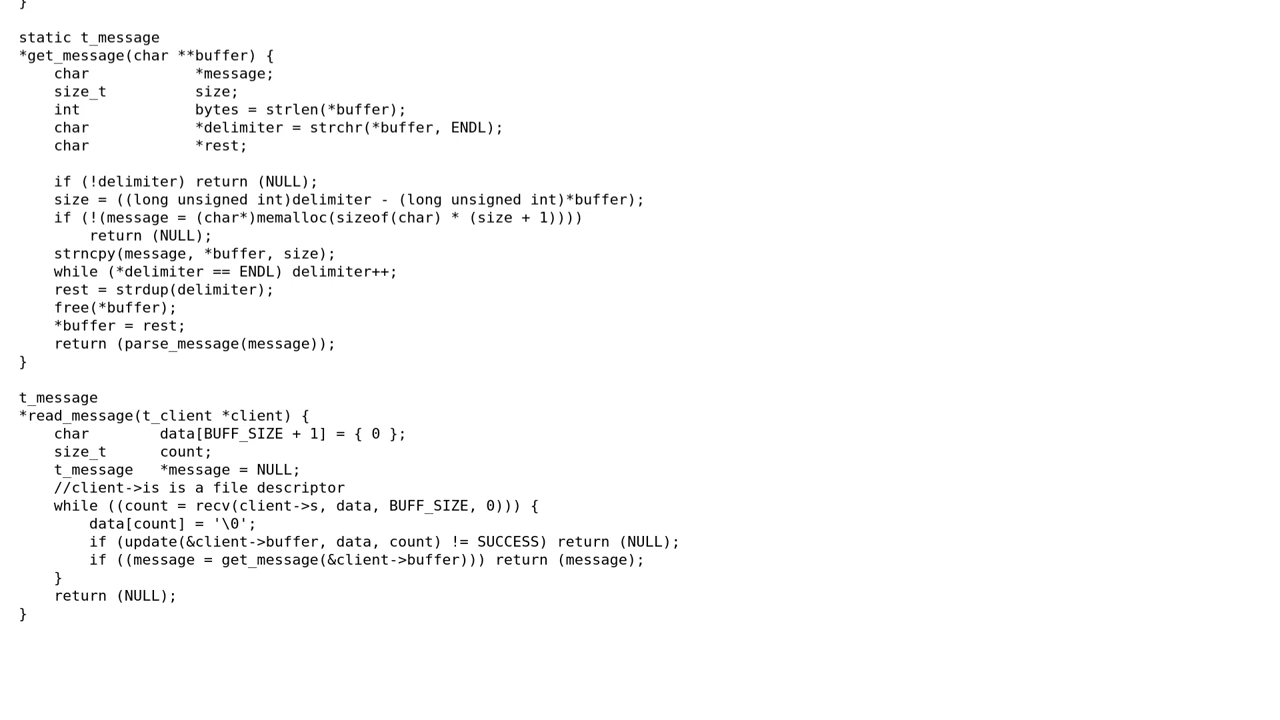 }

static t_message
*get_message(char **buffer) {
    char            *message;
    size_t          size;
    int             bytes = strlen(*buffer);
    char            *delimiter = strchr(*buffer, ENDL);
    char            *rest;

    if (!delimiter) return (NULL);
    size = ((long unsigned int)delimiter - (long unsigned int)*buffer);
    if (!(message = (char*)memalloc(sizeof(char) * (size + 1))))
        return (NULL);
    strncpy(message, *buffer, size);
    while (*delimiter == ENDL) delimiter++;
    rest = strdup(delimiter);
    free(*buffer);
    *buffer = rest;
    return (parse_message(message));
}

t_message
*read_message(t_client *client) {
    char        data[BUFF_SIZE + 1] = { 0 };
    size_t      count;
    t_message   *message = NULL;
    //client->is is a file descriptor
    while ((count = recv(client->s, data, BUFF_SIZE, 0))) {
        data[count] = '\0';
        if (update(&client->buffer, data, count) != SUCCESS) return (NULL);
        if ((message = get_message(&client->buffer))) return (message);
    }
    return (NULL);
}